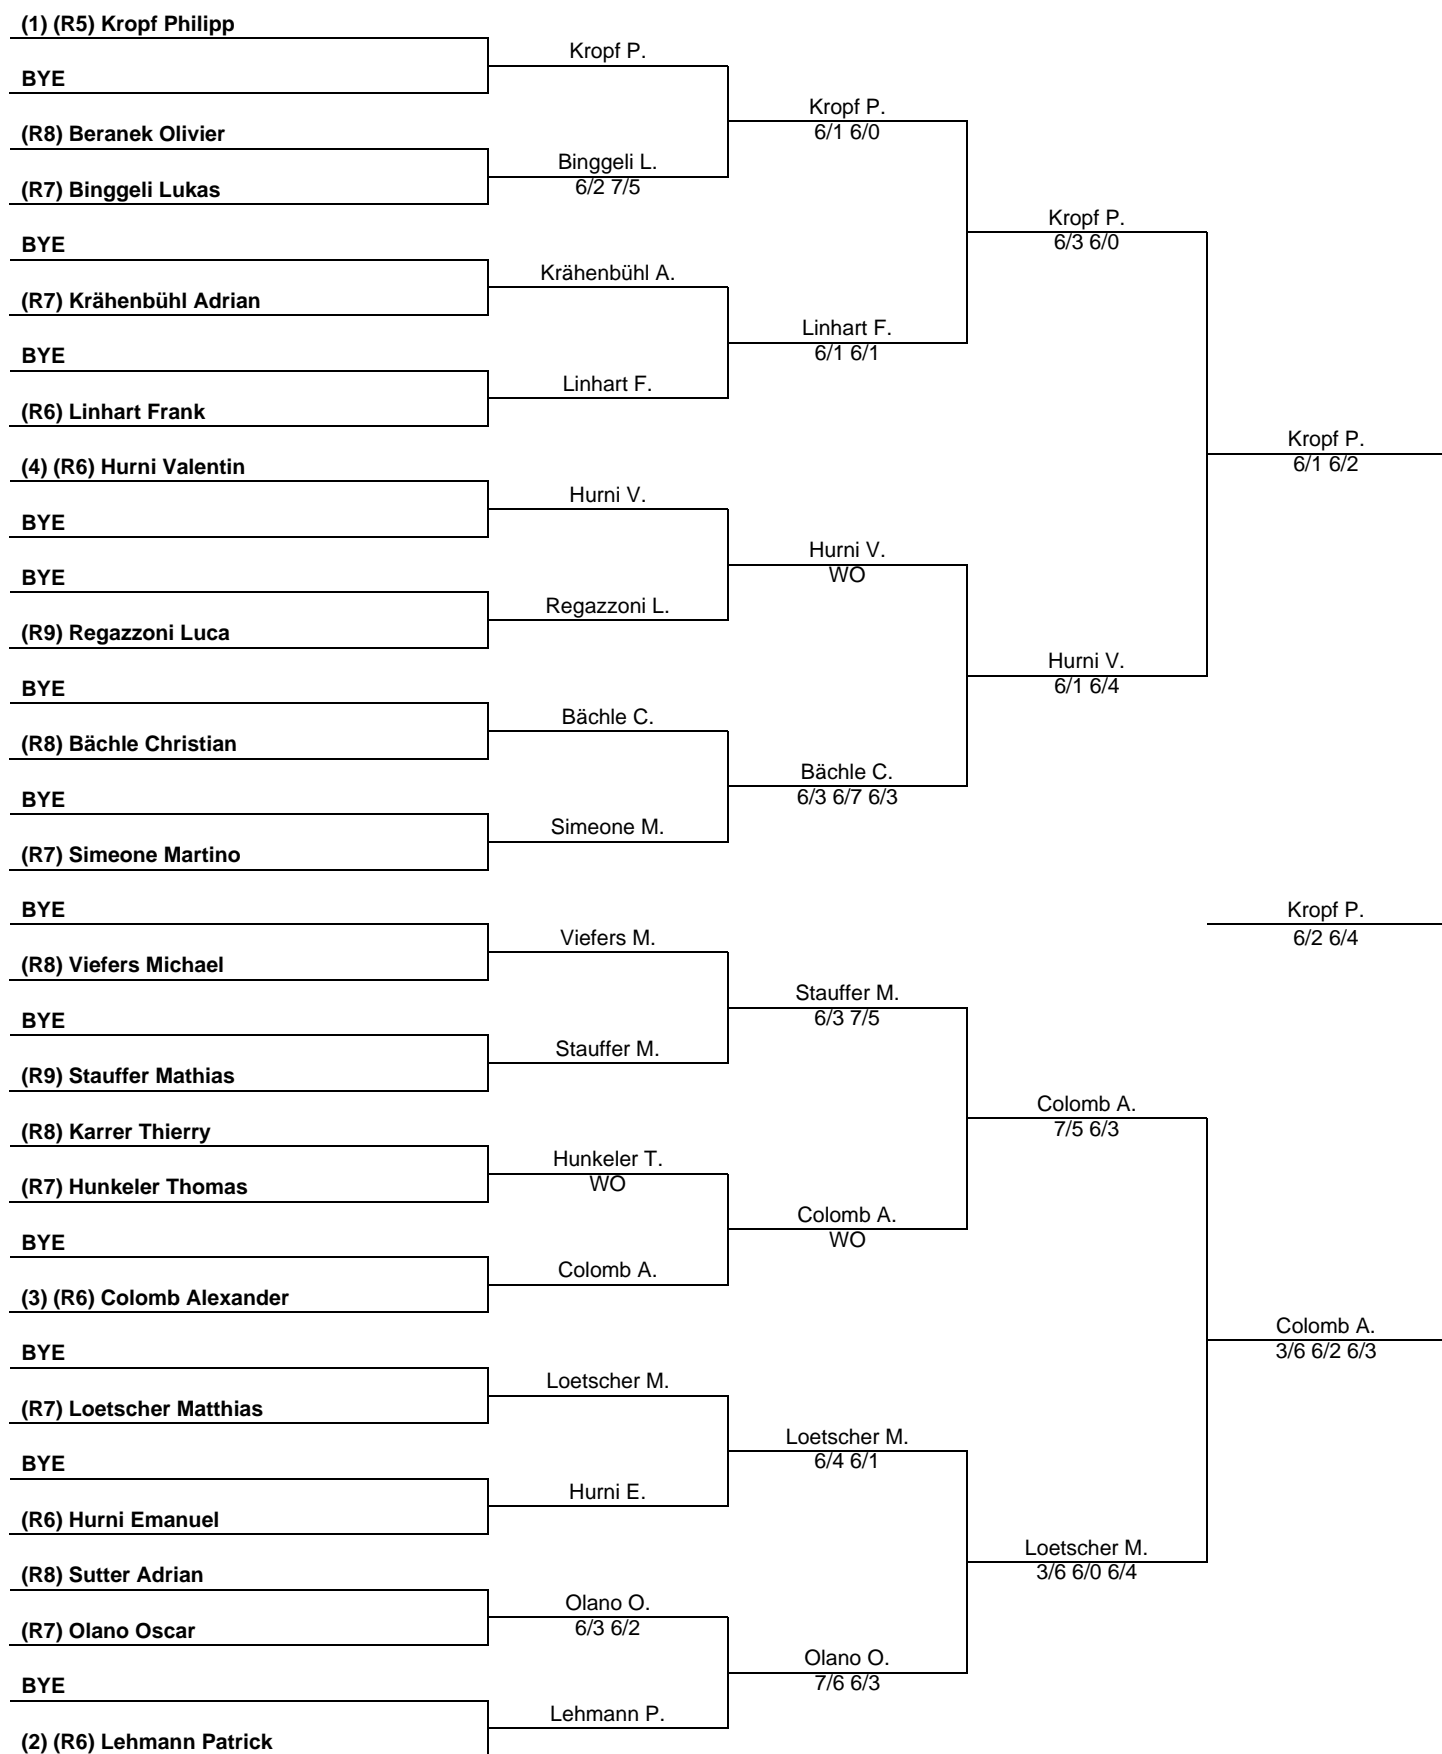 (1) (R5) Kropf Philipp
BYE
(R8) Beranek Olivier
(R7) Binggeli Lukas
BYE
(R7) Krähenbühl Adrian
BYE
(R6) Linhart Frank
(4) (R6) Hurni Valentin
BYE
BYE
(R9) Regazzoni Luca
BYE
(R8) Bächle Christian
BYE
(R7) Simeone Martino
BYE
(R8) Viefers Michael
BYE
(R9) Stauffer Mathias
(R8) Karrer Thierry
(R7) Hunkeler Thomas
BYE
(3) (R6) Colomb Alexander
BYE
(R7) Loetscher Matthias
BYE
(R6) Hurni Emanuel
(R8) Sutter Adrian
(R7) Olano Oscar
BYE
(2) (R6) Lehmann Patrick
Kropf P.
Binggeli L.
6/2 7/5
Krähenbühl A.
Linhart F.
Hurni V.
Regazzoni L.
Bächle C.
Simeone M.
Viefers M.
Stauffer M.
Hunkeler T.
WO
Colomb A.
Loetscher M.
Hurni E.
Olano O.
6/3 6/2
Lehmann P.
Kropf P.
6/1 6/0
Linhart F.
6/1 6/1
Hurni V.
WO
Bächle C.
6/3 6/7 6/3
Stauffer M.
6/3 7/5
Colomb A.
WO
Loetscher M.
6/4 6/1
Olano O.
7/6 6/3
Kropf P.
6/3 6/0
Hurni V.
6/1 6/4
Colomb A.
7/5 6/3
Loetscher M.
3/6 6/0 6/4
Kropf P.
6/1 6/2
Kropf P.
6/2 6/4
Colomb A.
3/6 6/2 6/3